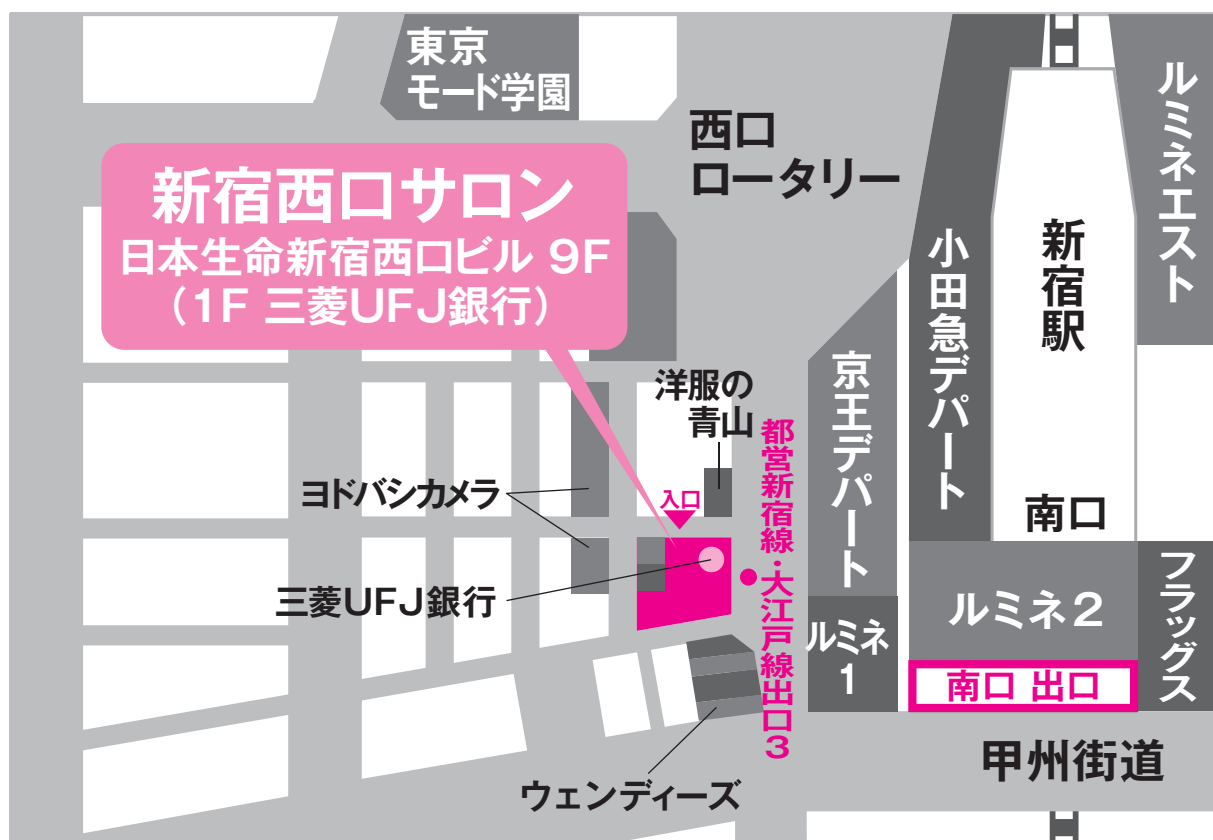 東京
モード学園
西口
ロータリー
ルミネエスト
新宿西口サロン
日本生命新宿西口ビル 9F
（1F 三菱UFJ銀行）
小田急デパート
新宿駅
京王デパート
洋服の
青山
都営新宿線・大江戸線出口3
ヨドバシカメラ
入口
南口
三菱UFJ銀行
ルミネ
1
ルミネ2
フラッグス
南口 出口
甲州街道
ウェンディーズ